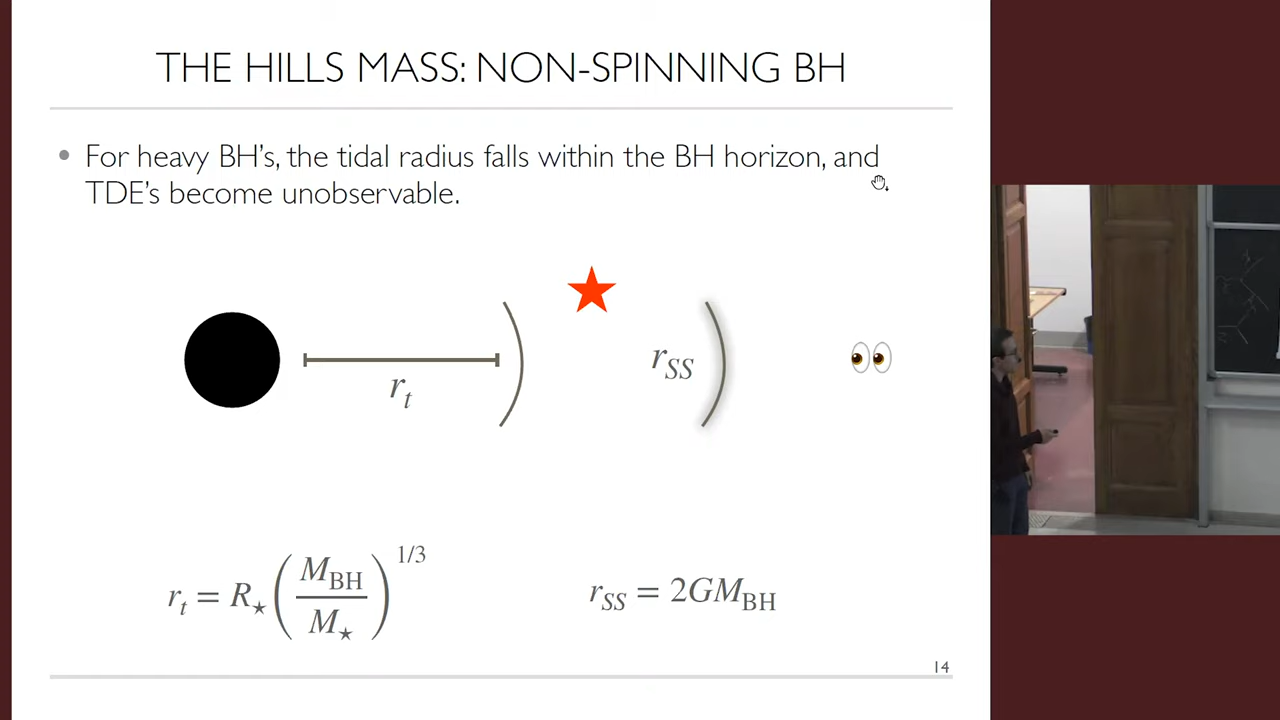 THE HILLS MASS: NON-SPINNING BH
• For heavy BH's, the tidal radius falls within the BH horizon, and
TDE's become unobservable.
r_t
r_SS
r_t = R_★ (M_BH / M_★)^1/3
r_SS = 2GM_BH
14